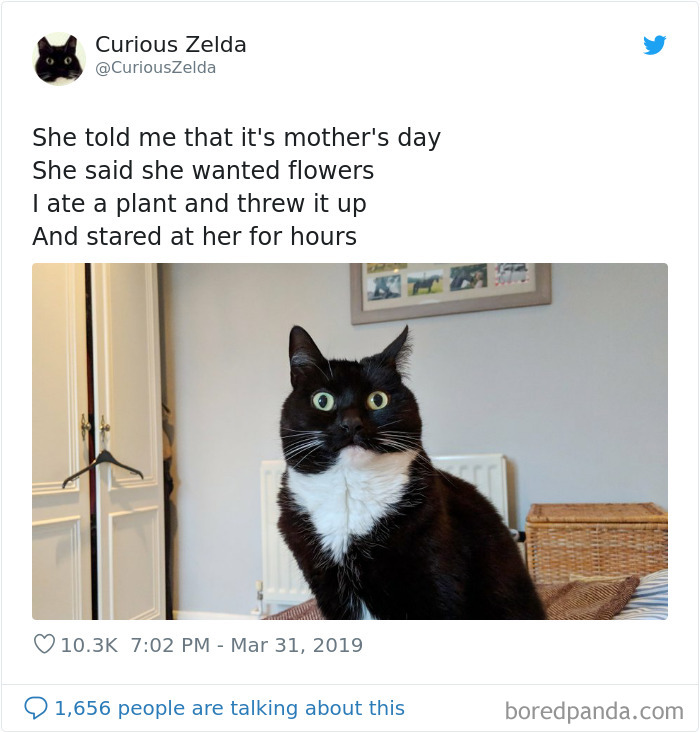 Curious Zelda
@CuriousZelda
She told me that it's mother's day
She said she wanted flowers
I ate a plant and threw it up
And stared at her for hours
10.3K 7:02 PM - Mar 31, 2019
1,656 people are talking about this
boredpanda.com